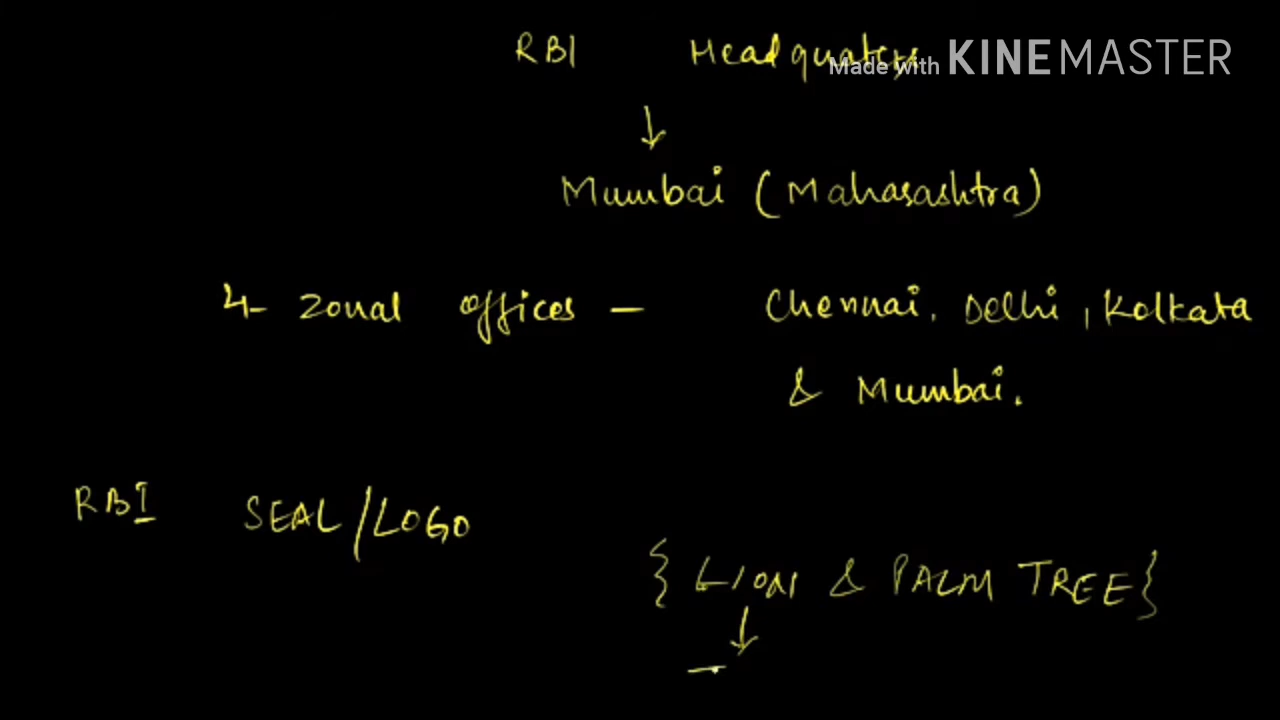 RBI Headquaters
Made with KINEMASTER
↓
Mumbai (Maharashtra)
4- Zonal offices — Chennai, Delhi, Kolkata
& Mumbai.
RBI SEAL/LOGO
{ LION & PALM TREE}
↓